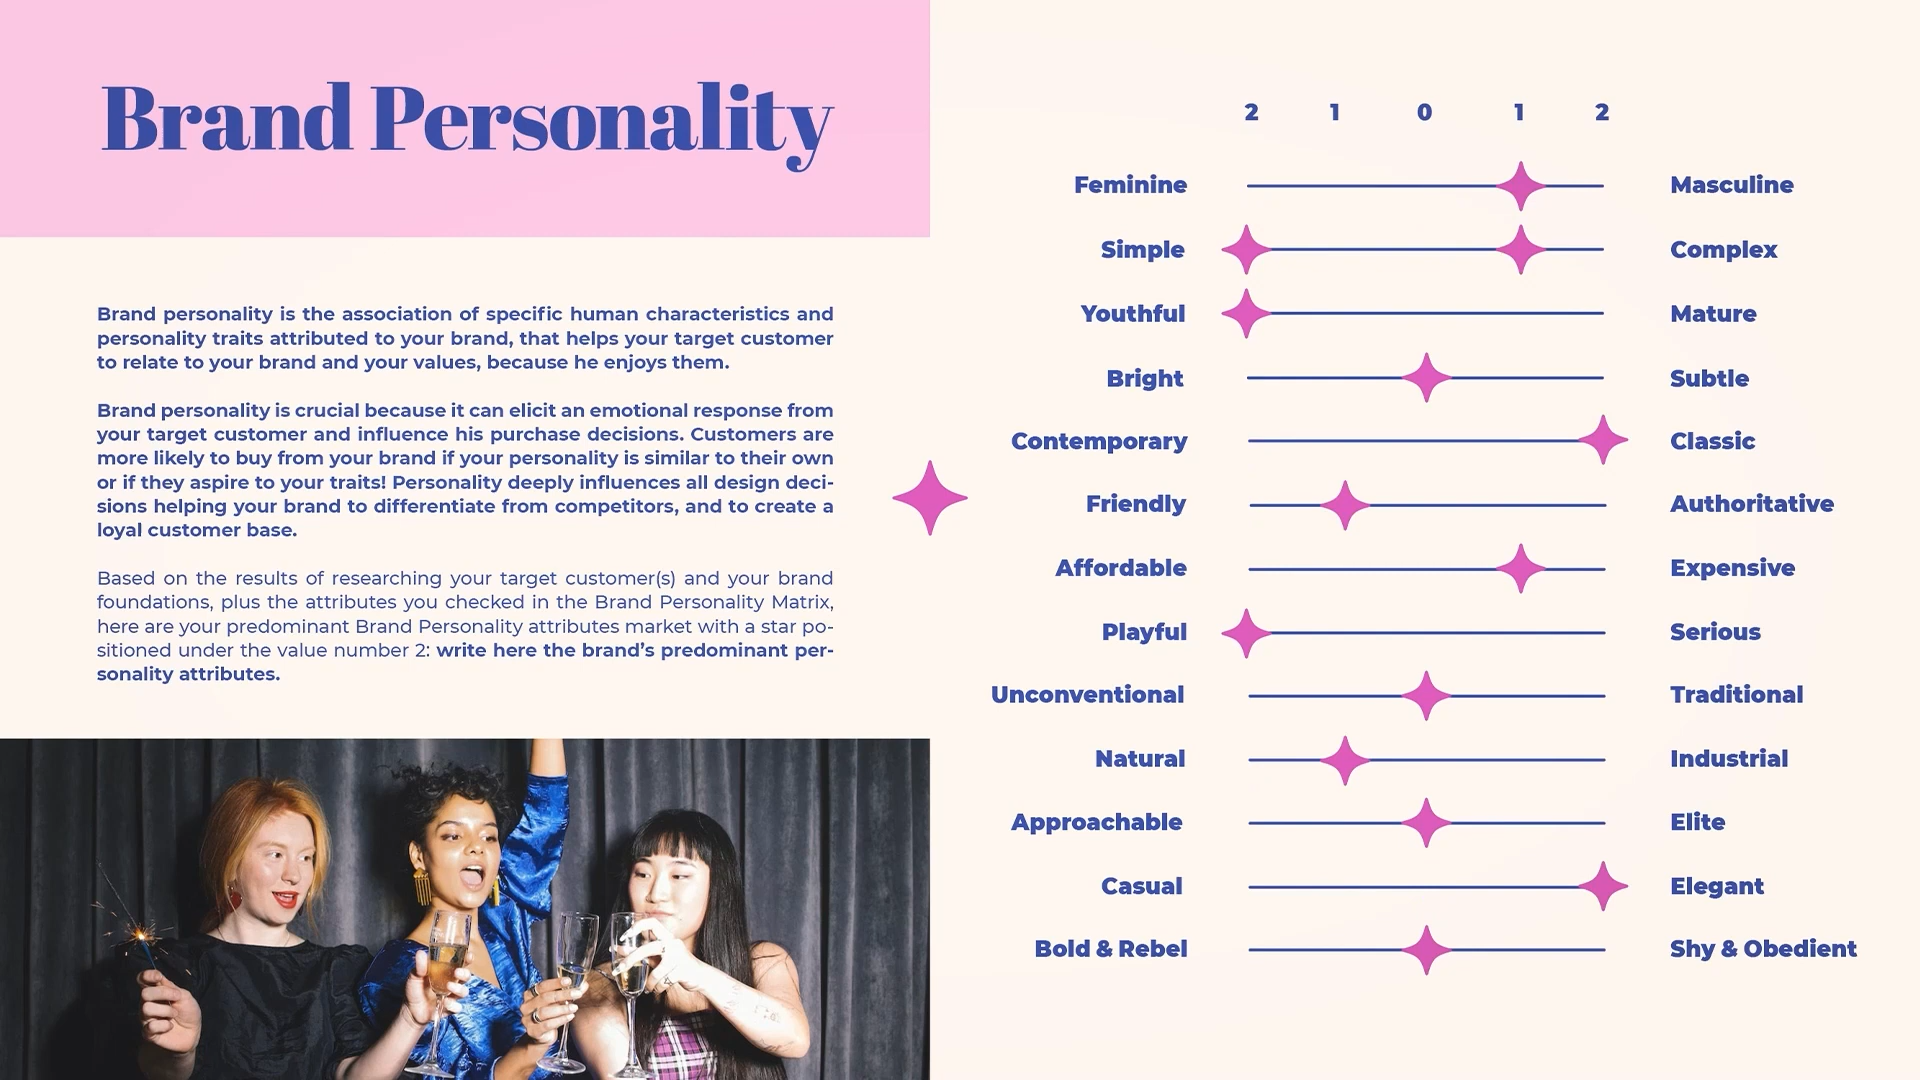 Brand Personality
Brand personality is the association of specific human characteristics and
personality traits attributed to your brand, that helps your target customer
to relate to your brand and your values, because he enjoys them.
Brand personality is crucial because it can elicit an emotional response from
your target customer and influence his purchase decisions. Customers are
more likely to buy from your brand if your personality is similar to their own
or if they aspire to your traits! Personality deeply influences all design deci-
sions helping your brand to differentiate from competitors, and to create a
loyal customer base.
Based on the results of researching your target customer(s) and your brand
foundations, plus the attributes you checked in the Brand Personality Matrix,
here are your predominant Brand Personality attributes market with a star po-
sitioned under the value number 2: write here the brand’s predominant per-
sonality attributes.
2 1 0 1 2
Feminine Masculine
Simple Complex
Youthful Mature
Bright Subtle
Contemporary Classic
Friendly Authoritative
Affordable Expensive
Playful Serious
Unconventional Traditional
Natural Industrial
Approachable Elite
Casual Elegant
Bold & Rebel Shy & Obedient